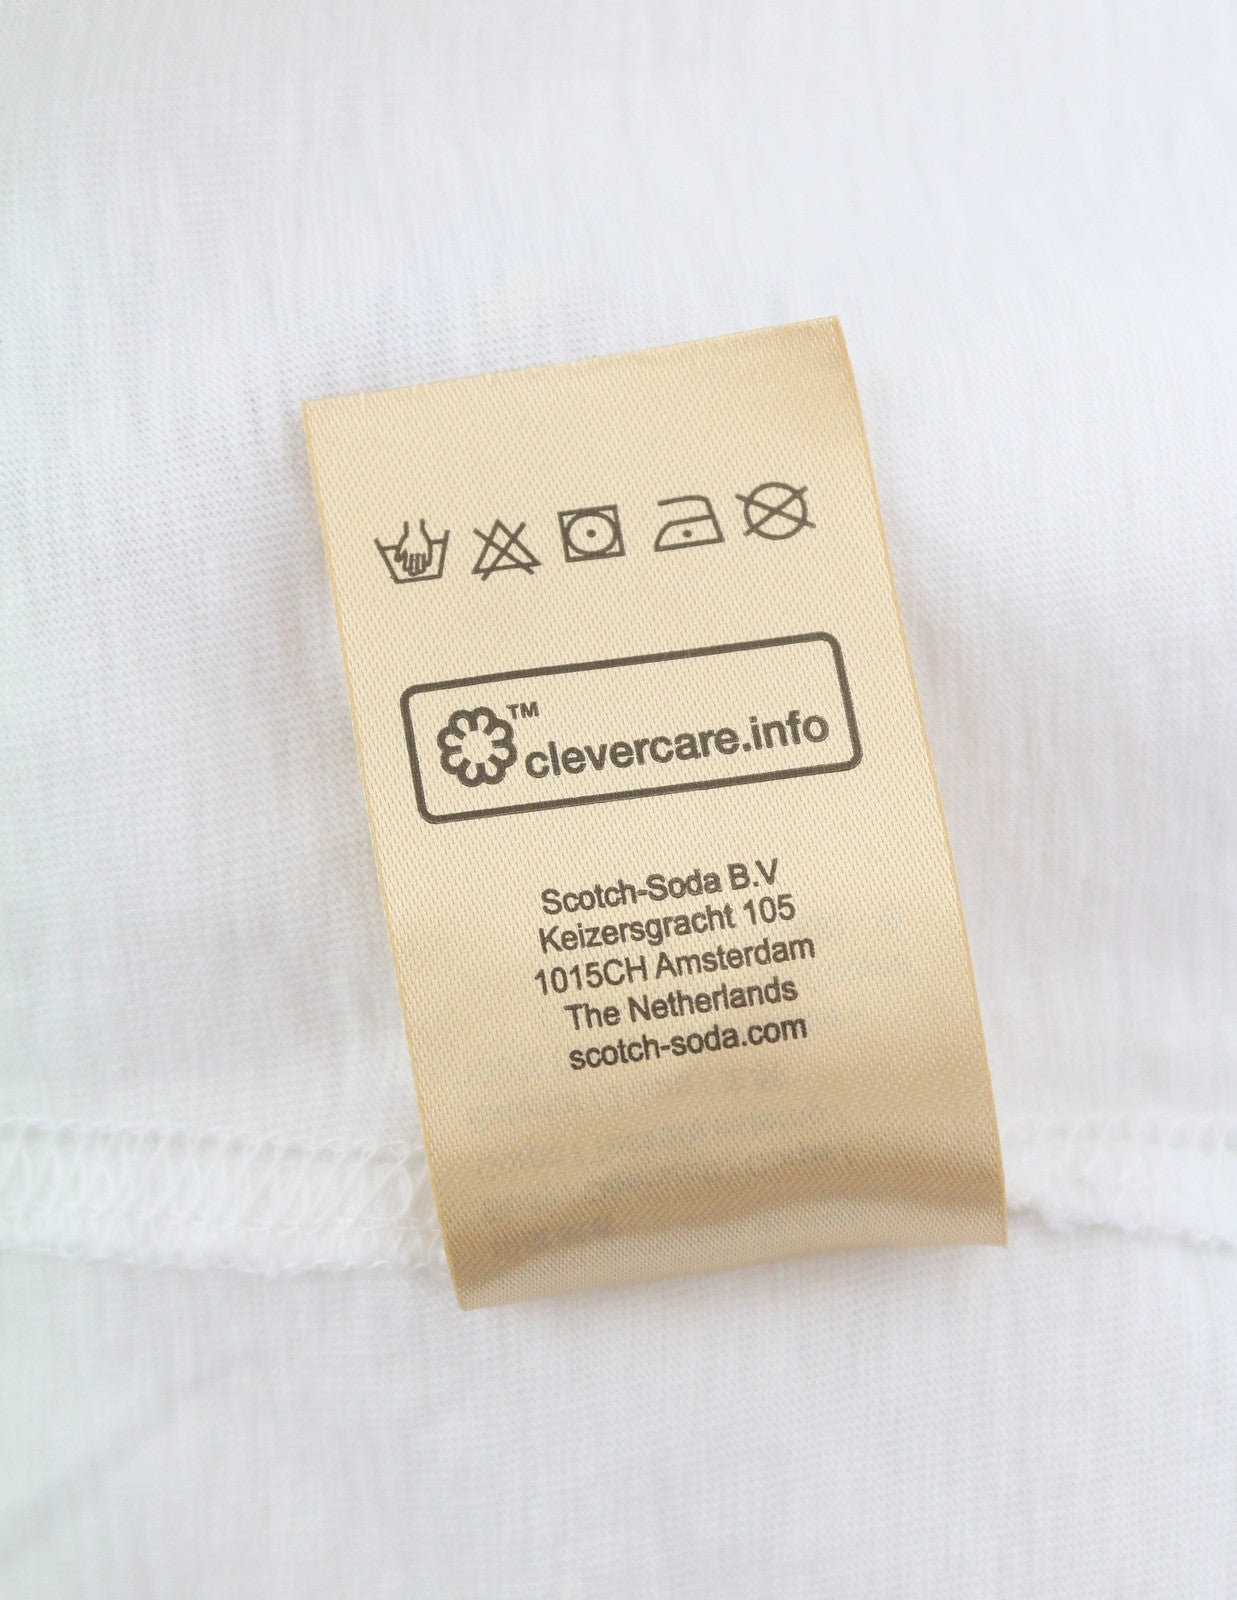 ™
clevercare.info
Scotch-Soda B.V
Keizersgracht 105
1015CH Amsterdam
The Netherlands
scotch-soda.com